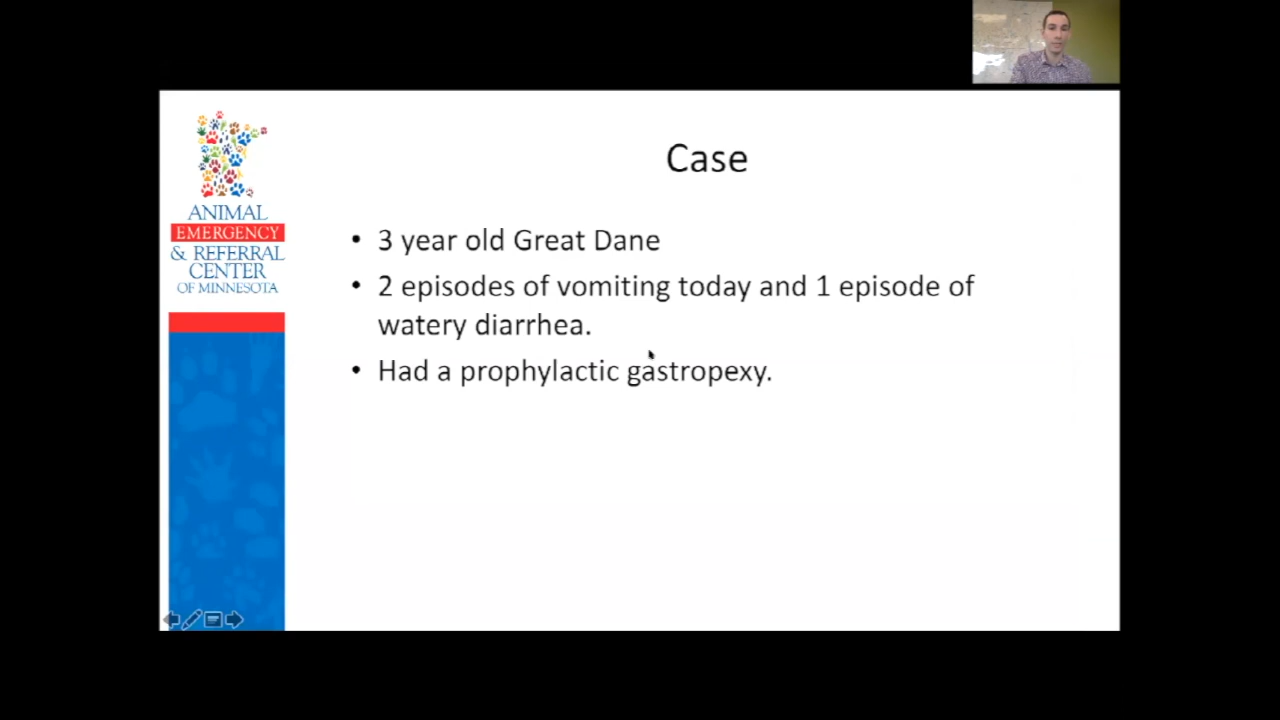 Case
ANIMAL
EMERGENCY
& REFERRAL
CENTER
OF MINNESOTA
• 3 year old Great Dane
• 2 episodes of vomiting today and 1 episode of
watery diarrhea.
• Had a prophylactic gastropexy.